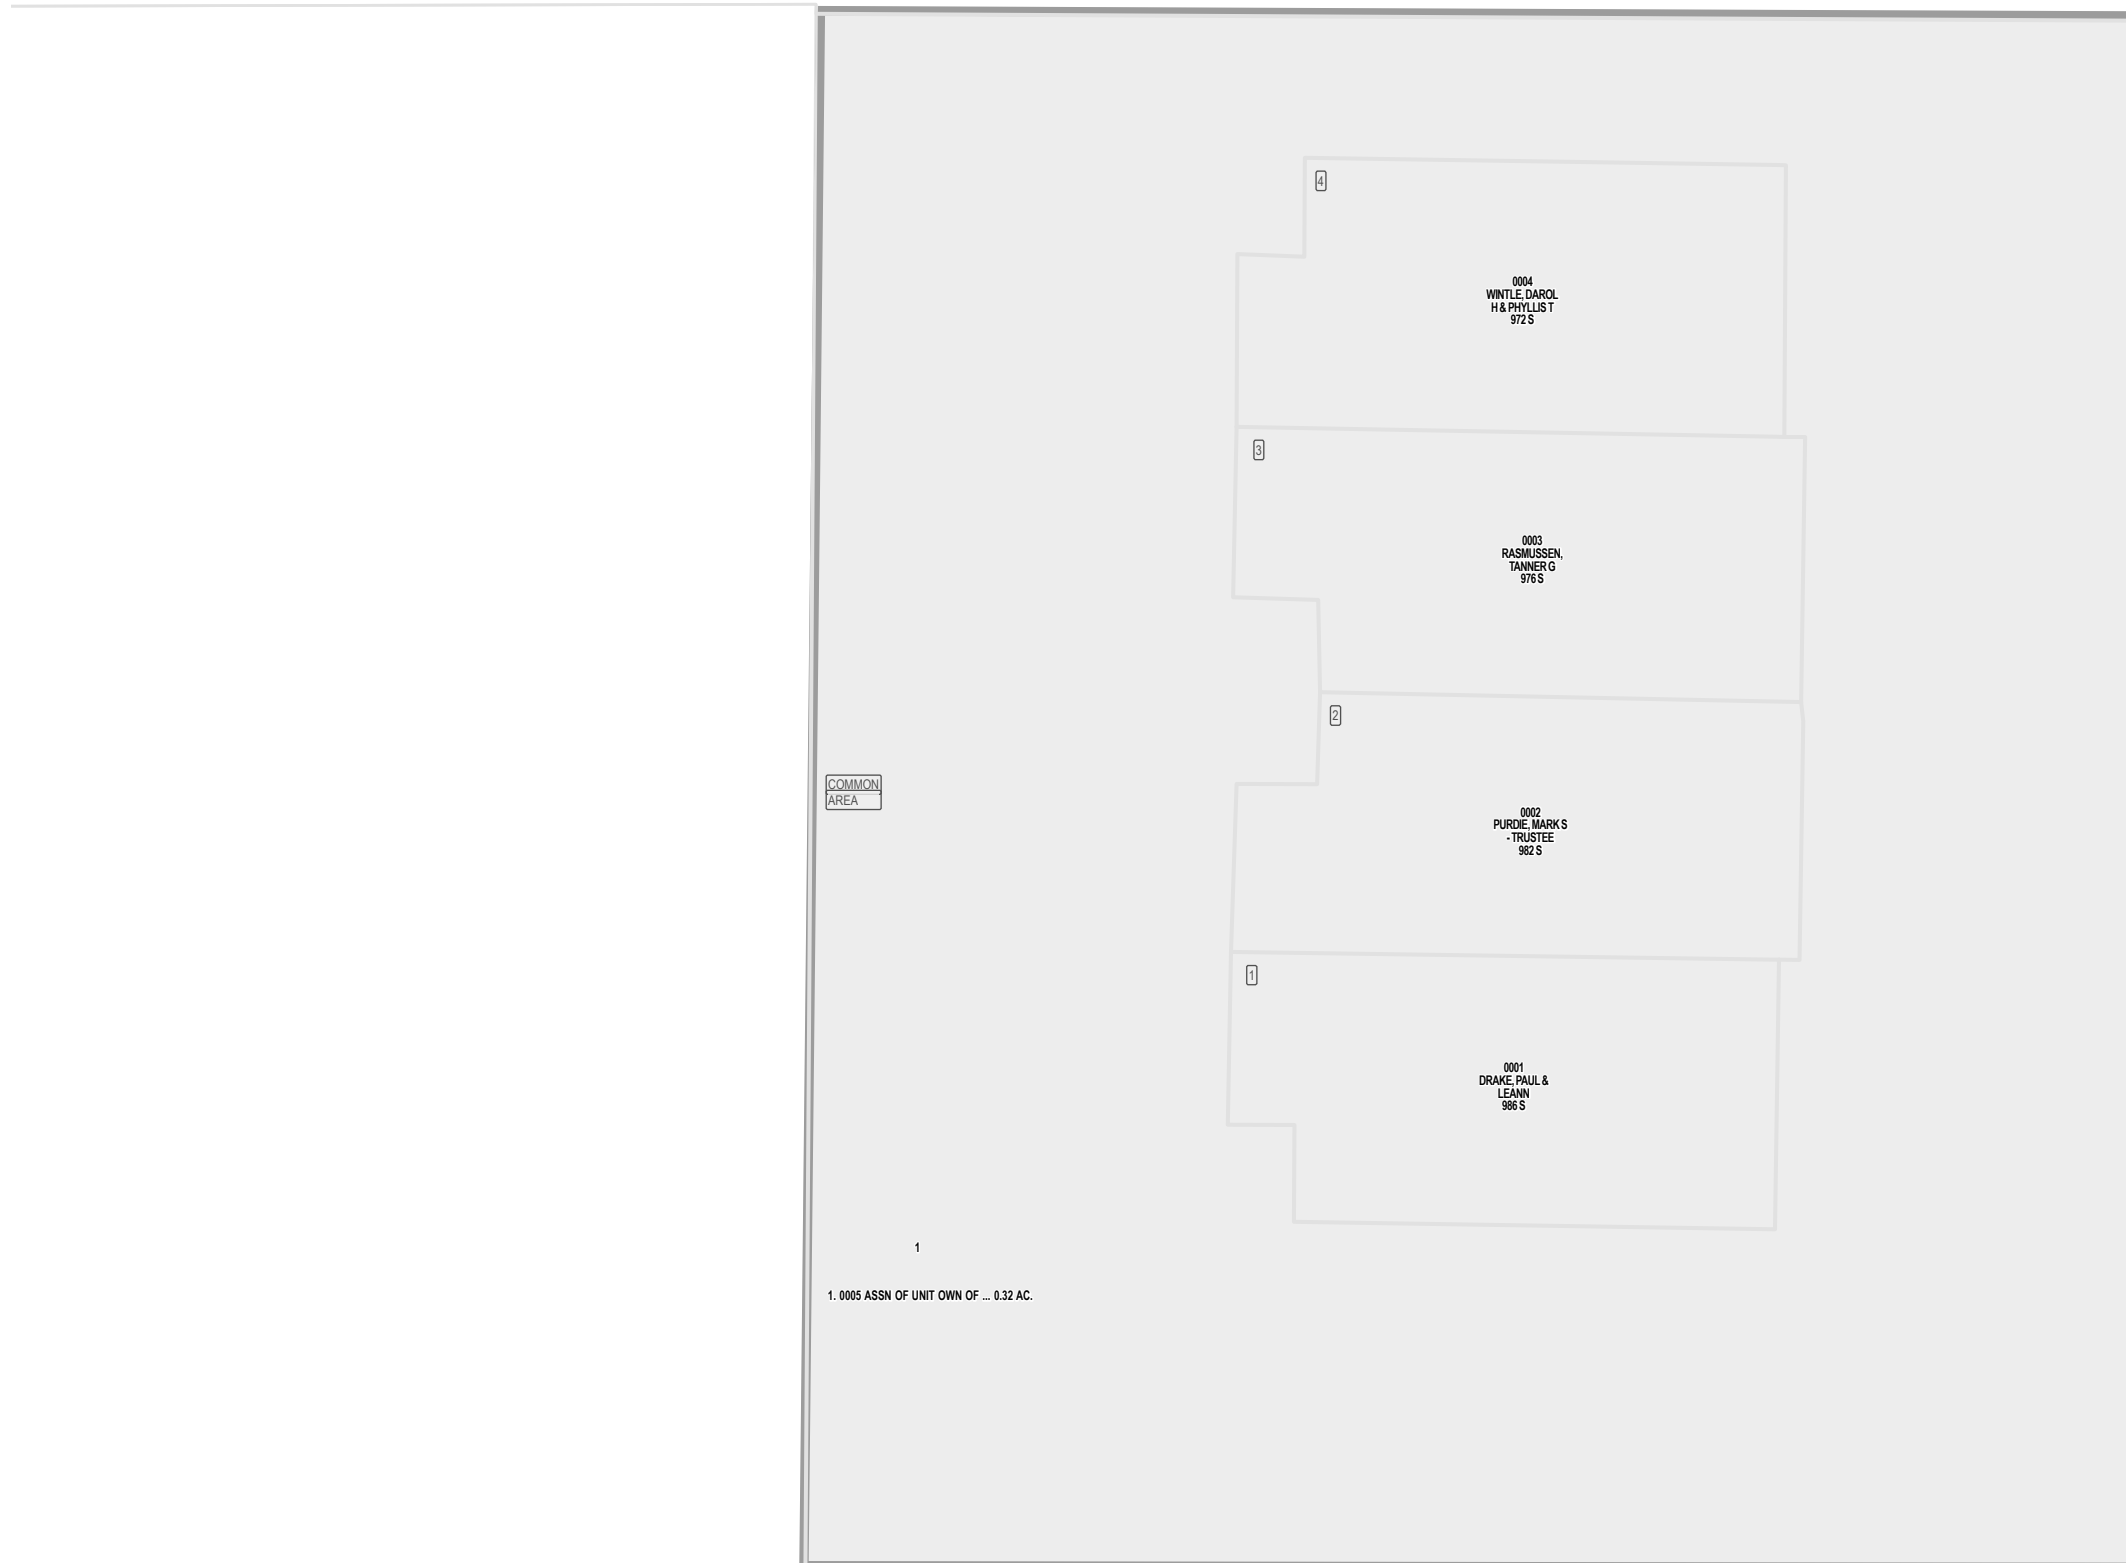 4
0004
WINTLE, DAROL
H & PHYLLIS T
972 S
3
0003
RASMUSSEN,
TANNER G
976 S
2
COMMON
AREA
0002
PURDIE, MARK S
- TRUSTEE
982 S
1
0001
DRAKE, PAUL &
LEANN
986 S
1
1. 0005 ASSN OF UNIT OWN OF ... 0.32 AC.